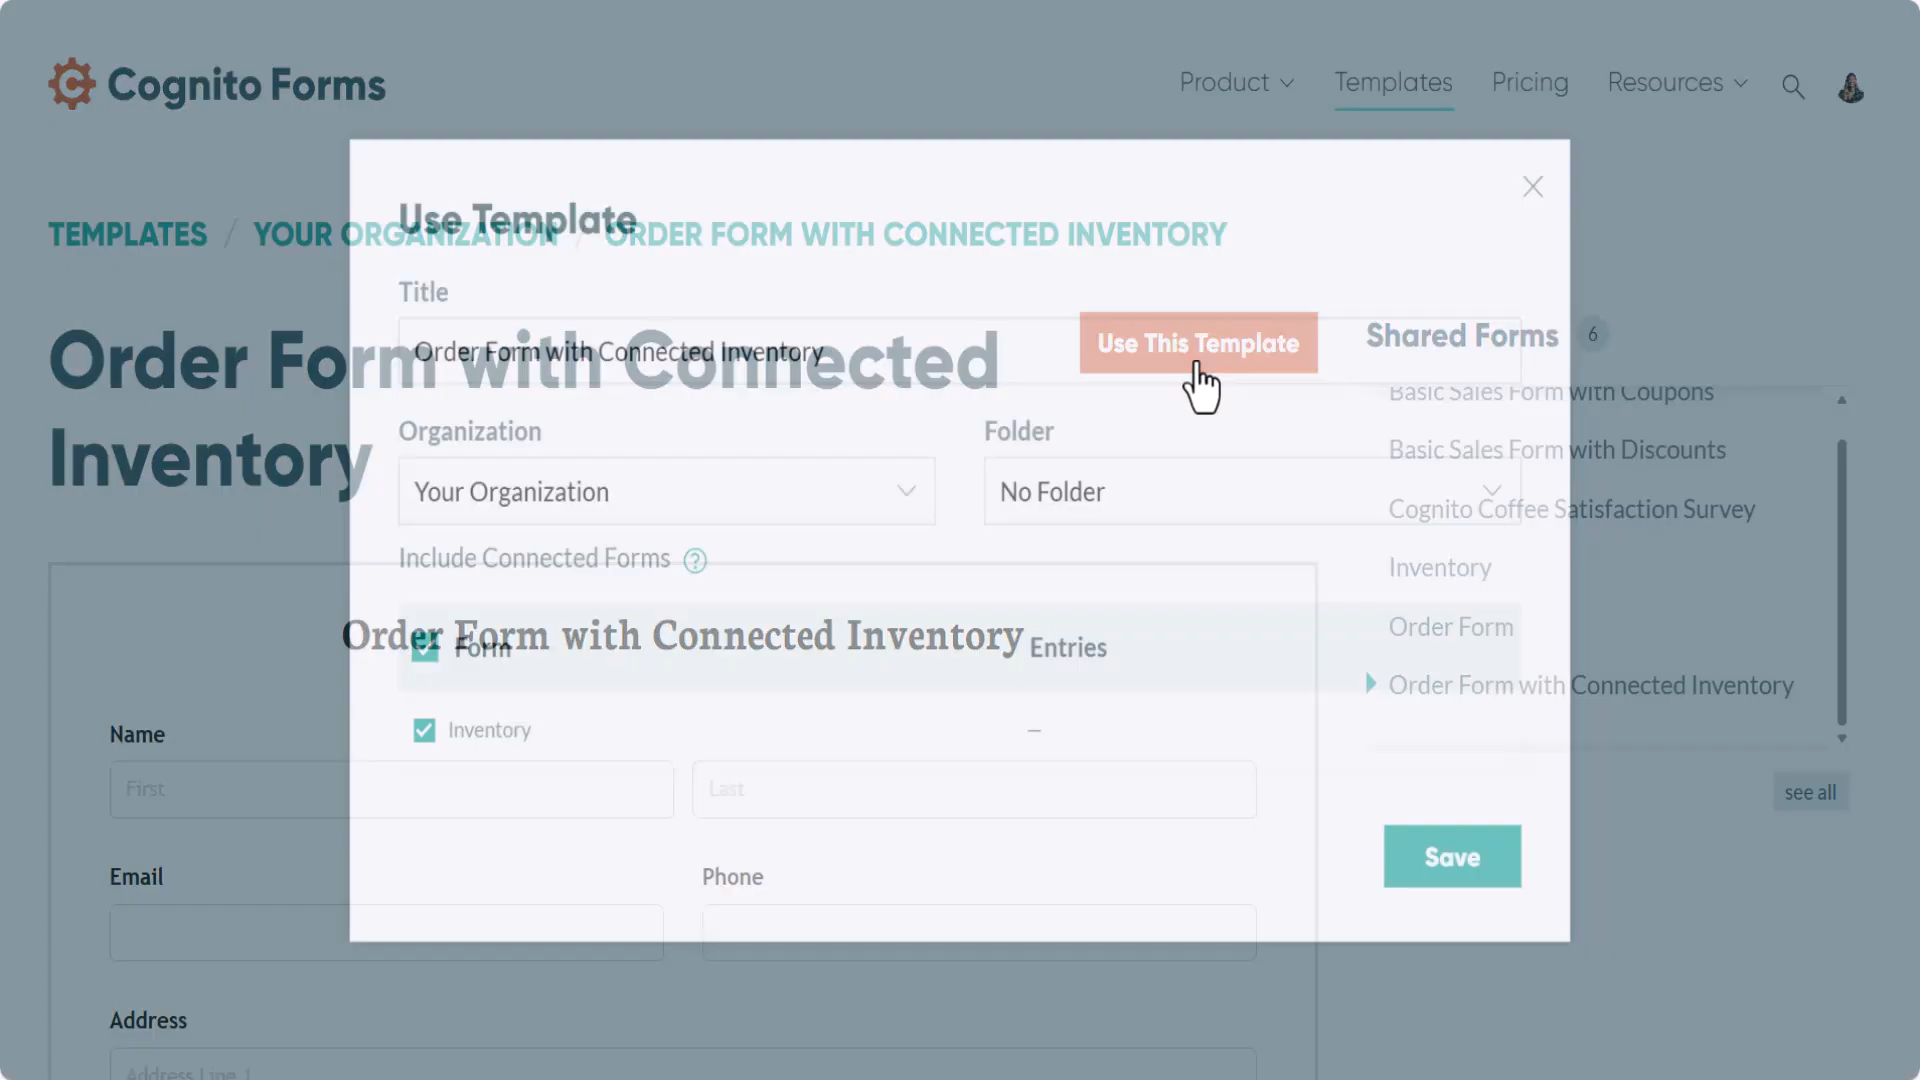 Cognito Forms
Product
Templates
Pricing
Resources
Use Template
TEMPLATES / YOUR ORGANIZATION / ORDER FORM WITH CONNECTED INVENTORY
Title
Order Form with Connected Inventory
Order Form with Connected
Inventory
Use This Template
Shared Forms 6
Basic Sales Form with Coupons
Organization
Folder
Basic Sales Form with Discounts
Your Organization
No Folder
Cognito Coffee Satisfaction Survey
Include Connected Forms ?
Inventory
Order Form
Order Form with Connected Inventory
Form
Entries
Order Form with Connected Inventory
Inventory
–
Name
First
Last
see all
Save
Email
Phone
Address
Address Line 1